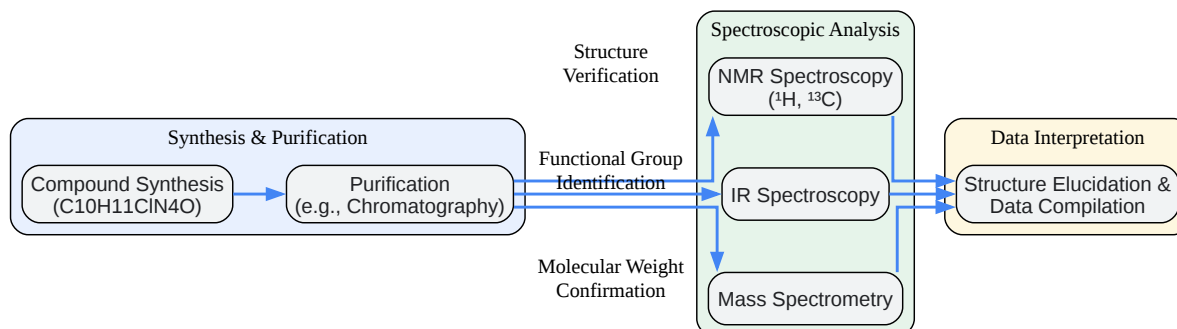 Synthesis & Purification
Compound Synthesis
(C10H11ClN4O)
Purification
(e.g., Chromatography)
Structure
Verification
Functional Group
Identification
Molecular Weight
Confirmation
Spectroscopic Analysis
NMR Spectroscopy
(¹H, ¹³C)
IR Spectroscopy
Mass Spectrometry
Data Interpretation
Structure Elucidation &
Data Compilation